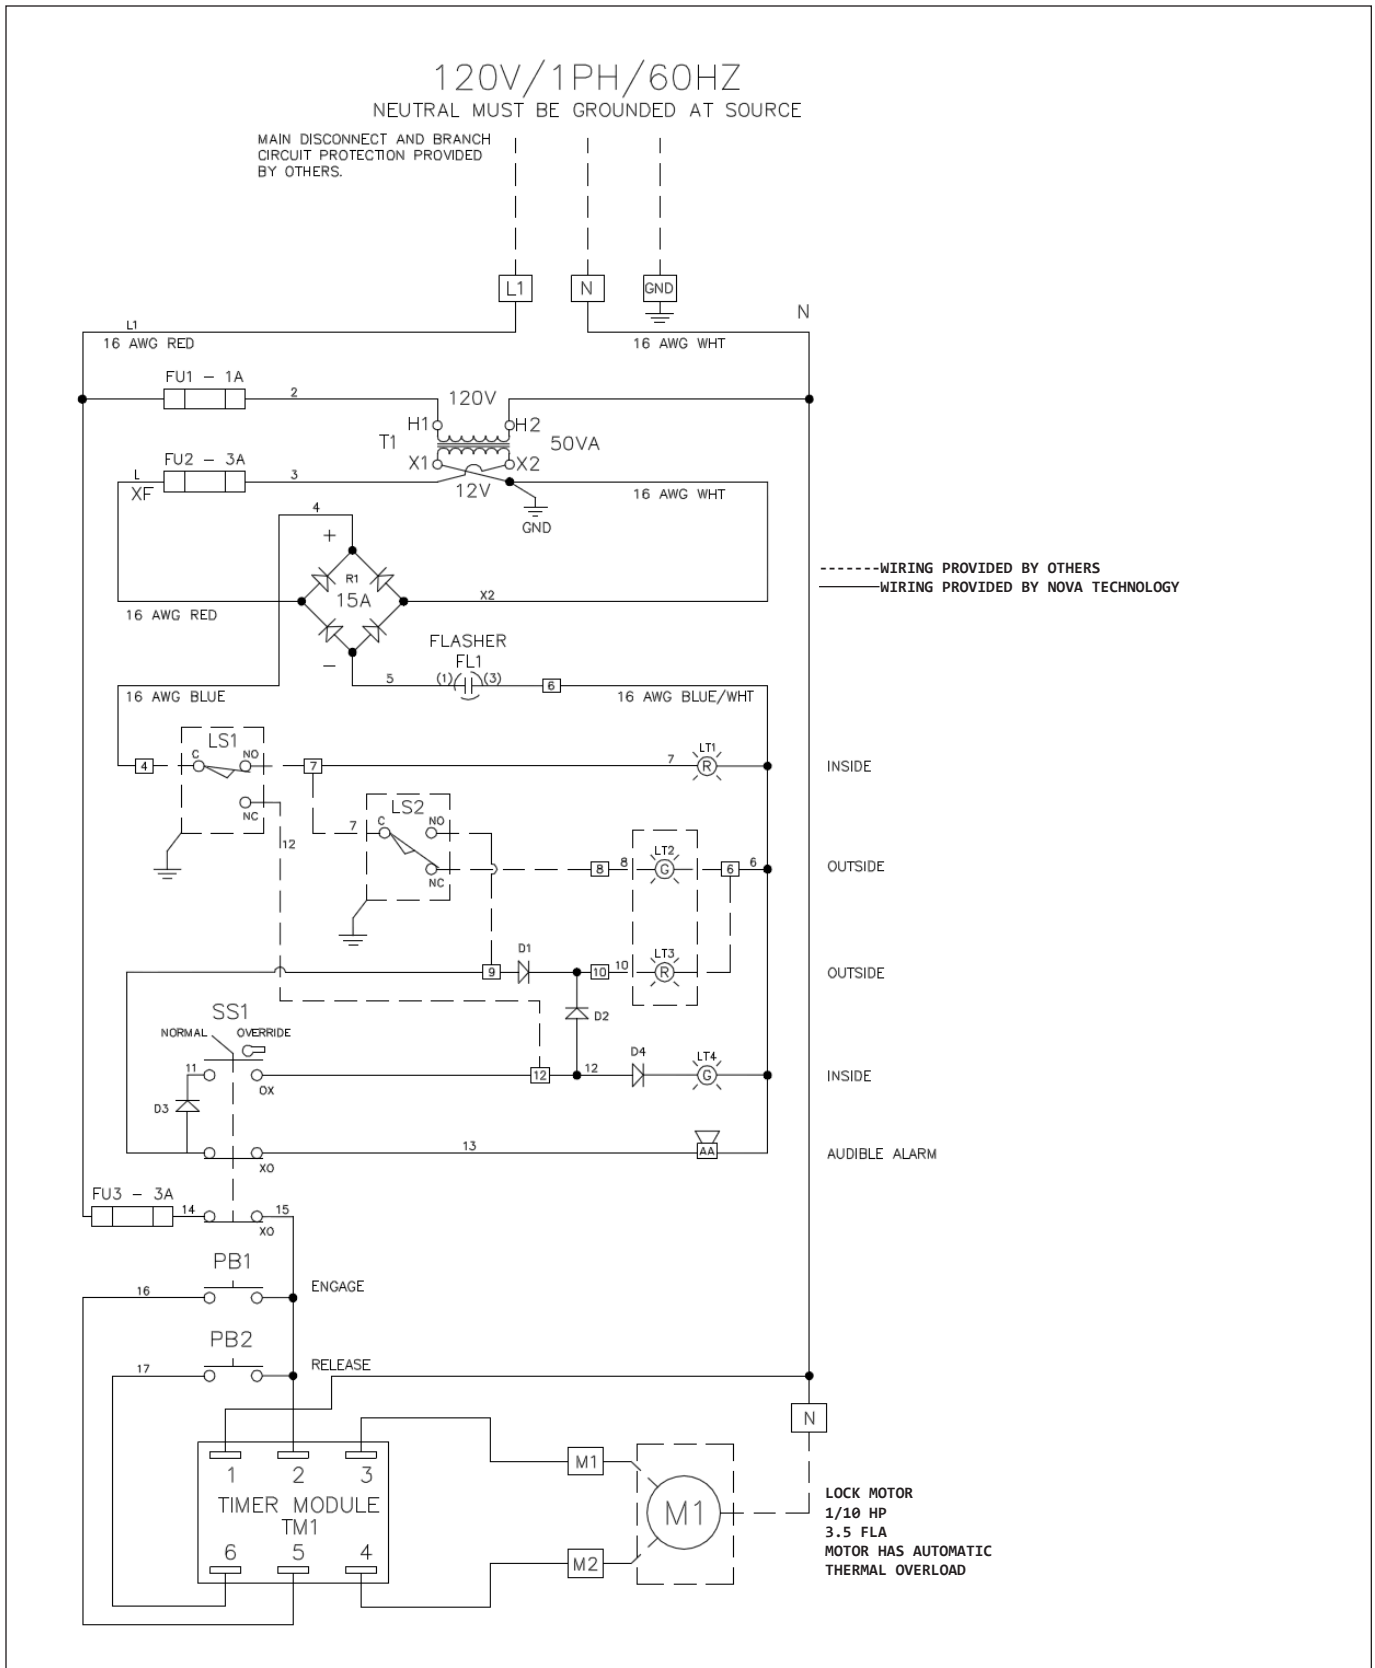 120V/1PH/60HZ
NEUTRAL MUST BE GROUNDED AT SOURCE
MAIN DISCONNECT AND BRANCH
CIRCUIT PROTECTION PROVIDED
BY OTHERS.
L1
N
GND
N
L1
16 AWG RED
16 AWG WHT
FU1 - 1A
2
120V
H1
H2
T1
50VA
FU2 - 3A
X1
X2
L
XF
3
12V
16 AWG WHT
GND
4
+
R1
15A
X2
16 AWG RED
-------WIRING PROVIDED BY OTHERS
WIRING PROVIDED BY NOVA TECHNOLOGY
FLASHER
FL1
–
5
(1)
(3)
6
16 AWG BLUE
16 AWG BLUE/WHT
LS1
4
C
NO
7
7
LT1
R
INSIDE
NC
12
LS2
7
C
NO
NC
8
8
LT2
G
6
6
OUTSIDE
9
D1
10
10
LT3
R
OUTSIDE
D2
SS1
NORMAL
OVERRIDE
11
OX
12
12
D4
LT4
G
INSIDE
D3
13
AA
AUDIBLE ALARM
XO
FU3 - 3A
14
15
XO
PB1
16
ENGAGE
PB2
17
RELEASE
N
1
2
3
TIMER MODULE
TM1
6
5
4
M1
M1
M2
LOCK MOTOR
1/10 HP
3.5 FLA
MOTOR HAS AUTOMATIC
THERMAL OVERLOAD